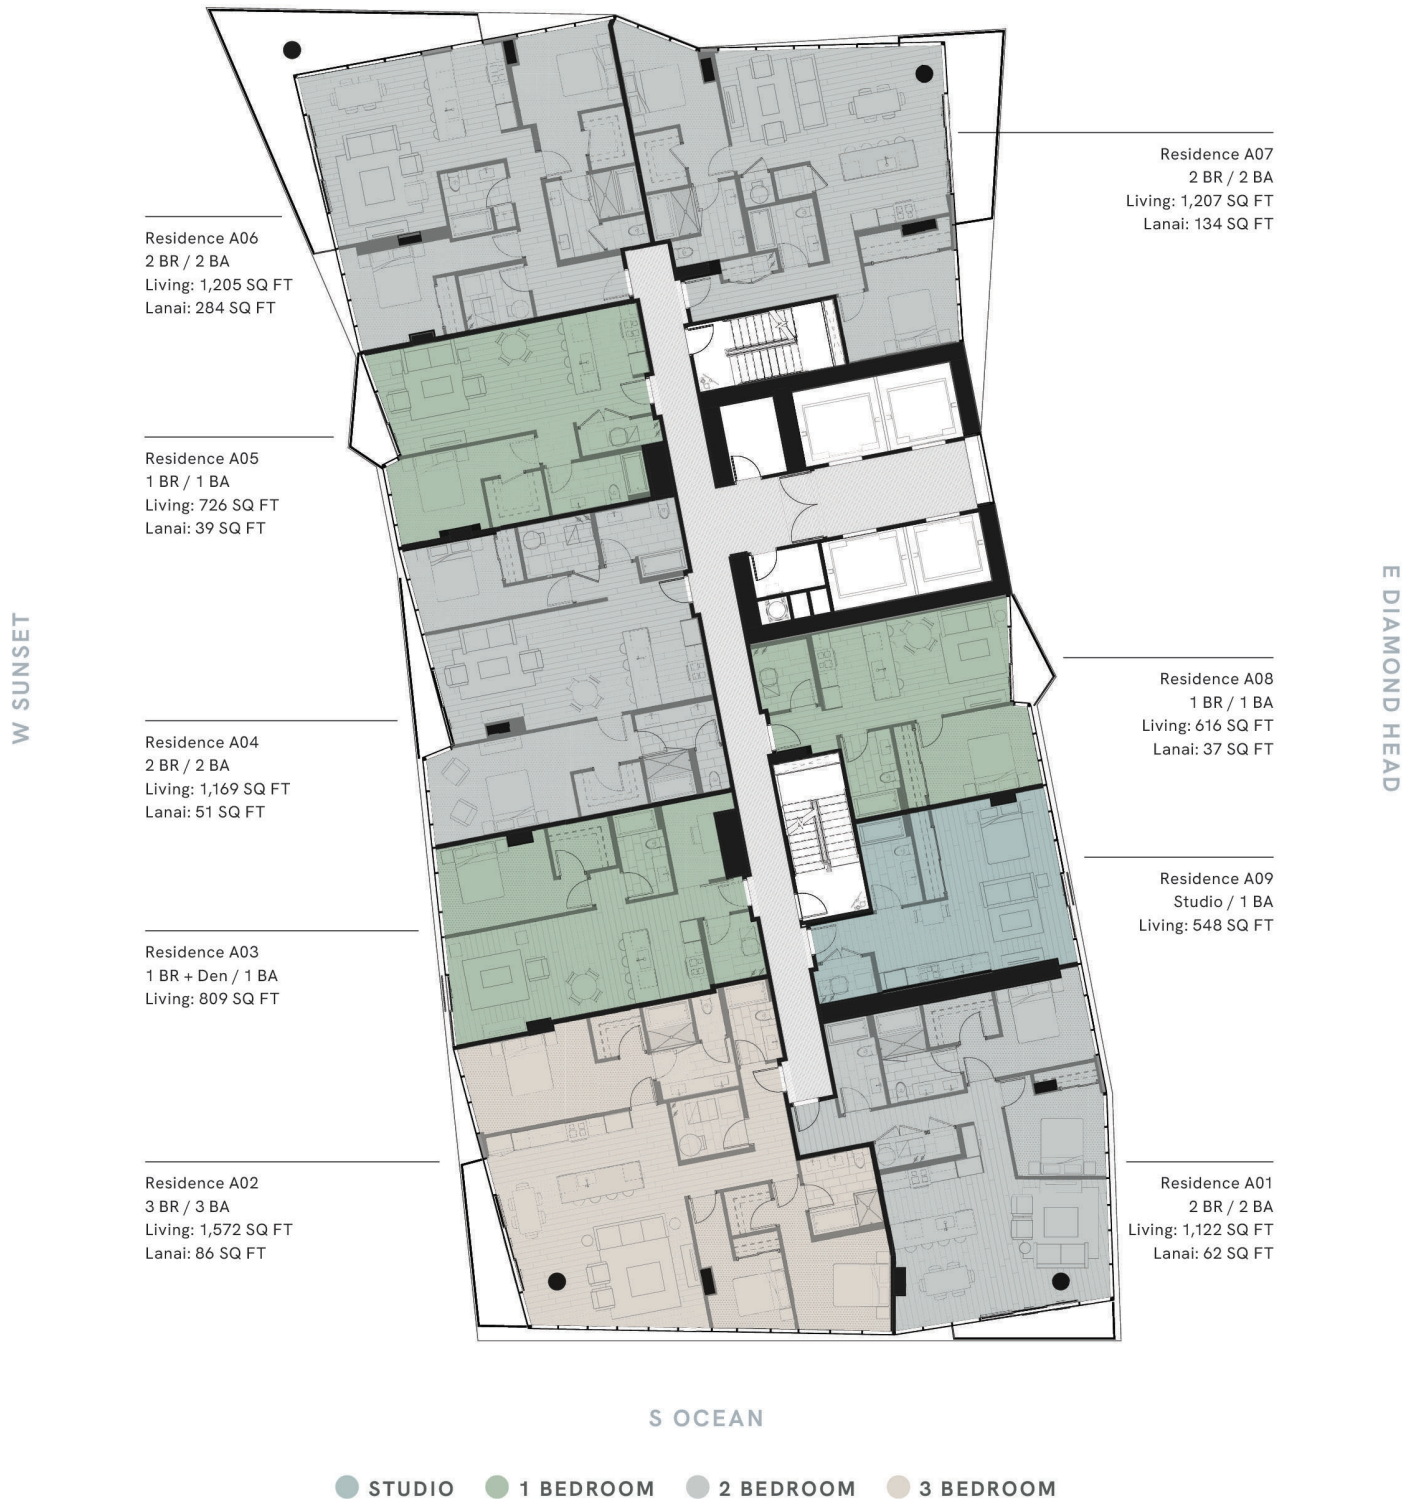 Residence A07
2 BR / 2 BA
Living: 1,207 SQ FT
Lanai: 134 SQ FT
Residence A06
2 BR / 2 BA
Living: 1,205 SQ FT
Lanai: 284 SQ FT
Residence A05
1 BR / 1 BA
Living: 726 SQ FT
Lanai: 39 SQ FT
W SUNSET
E DIAMOND HEAD
Residence A08
1 BR / 1 BA
Living: 616 SQ FT
Lanai: 37 SQ FT
Residence A04
2 BR / 2 BA
Living: 1,169 SQ FT
Lanai: 51 SQ FT
Residence A09
Studio / 1 BA
Living: 548 SQ FT
Residence A03
1 BR + Den / 1 BA
Living: 809 SQ FT
Residence A02
3 BR / 3 BA
Living: 1,572 SQ FT
Lanai: 86 SQ FT
Residence A01
2 BR / 2 BA
Living: 1,122 SQ FT
Lanai: 62 SQ FT
S OCEAN
STUDIO 1 BEDROOM 2 BEDROOM 3 BEDROOM